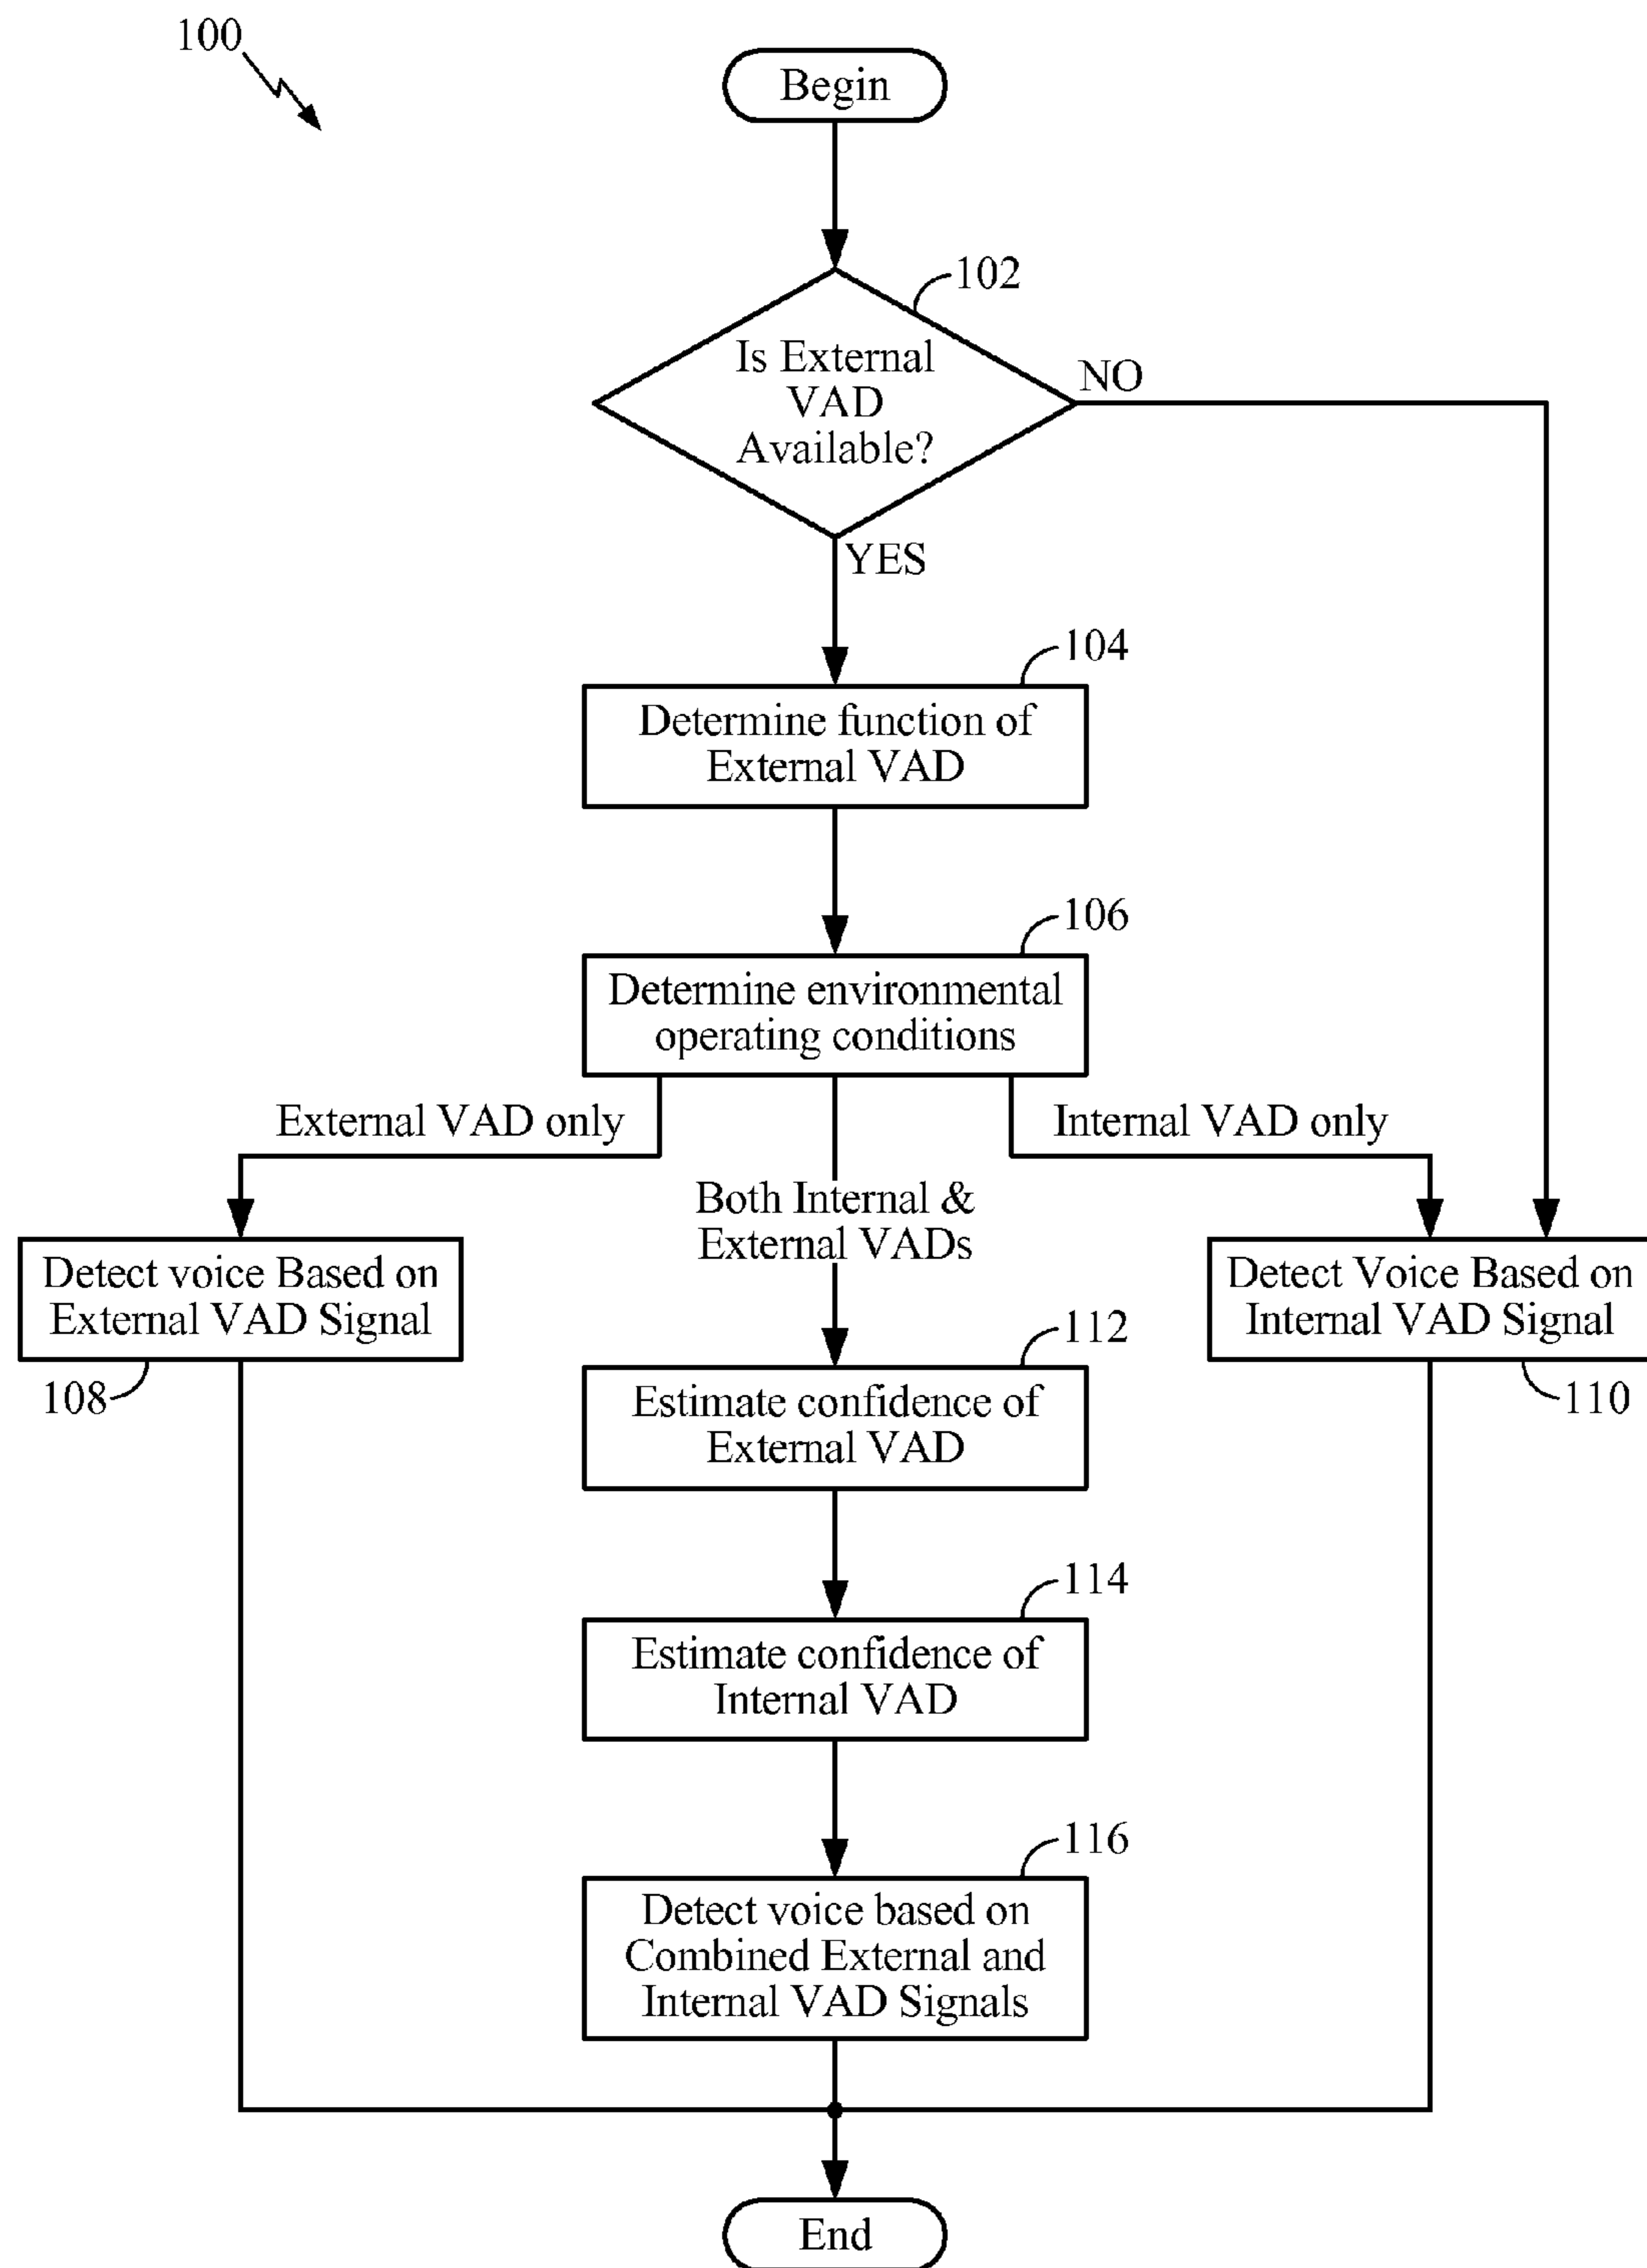 100
Begin
102
Is External
VAD
Available?
NO
YES
104
Determine function of
External VAD
106
Determine environmental
operating conditions
External VAD only
Both Internal &
External VADs
Internal VAD only
Detect voice Based on
External VAD Signal
108
Detect Voice Based on
Internal VAD Signal
110
112
Estimate confidence of
External VAD
114
Estimate confidence of
Internal VAD
116
Detect voice based on
Combined External and
Internal VAD Signals
End